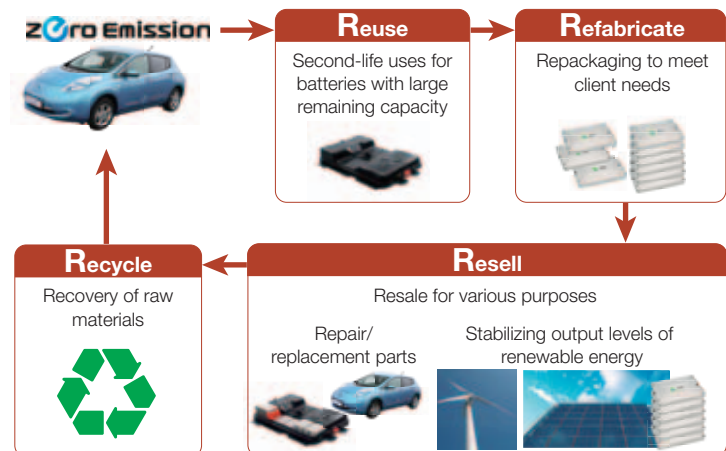 zero Emission
Reuse
Second-life uses for
batteries with large
remaining capacity
Refabricate
Repackaging to meet
client needs
Resell
Resale for various purposes
Repair/
replacement parts
Stabilizing output levels of
renewable energy
Recycle
Recovery of raw
materials